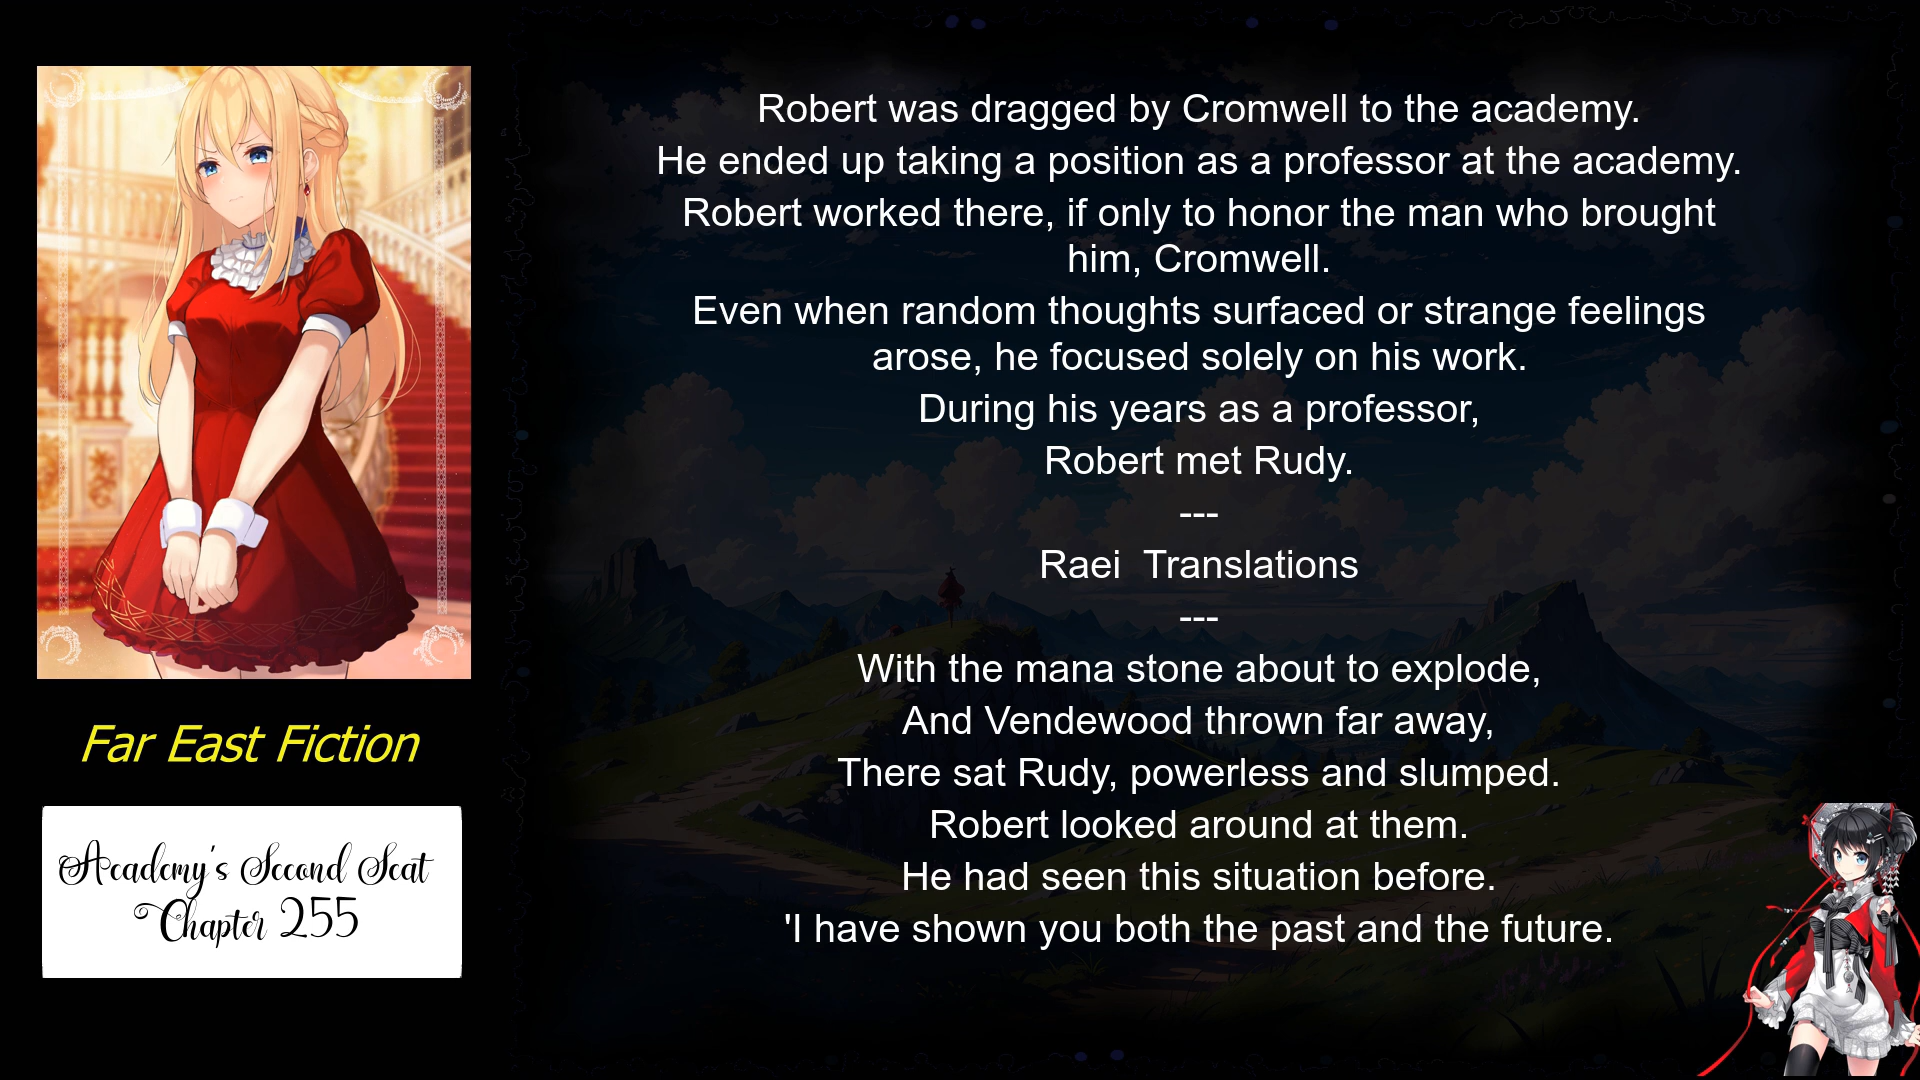 Robert was dragged by Cromwell to the academy.
He ended up taking a position as a professor at the academy.
Robert worked there, if only to honor the man who brought
him, Cromwell.
Even when random thoughts surfaced or strange feelings
arose, he focused solely on his work.
During his years as a professor,
Robert met Rudy.
---
Raei  Translations
---
With the mana stone about to explode,
And Vendewood thrown far away,
There sat Rudy, powerless and slumped.
Robert looked around at them.
He had seen this situation before.
'I have shown you both the past and the future.
Far East Fiction
Academy's Second Seat
Chapter 255